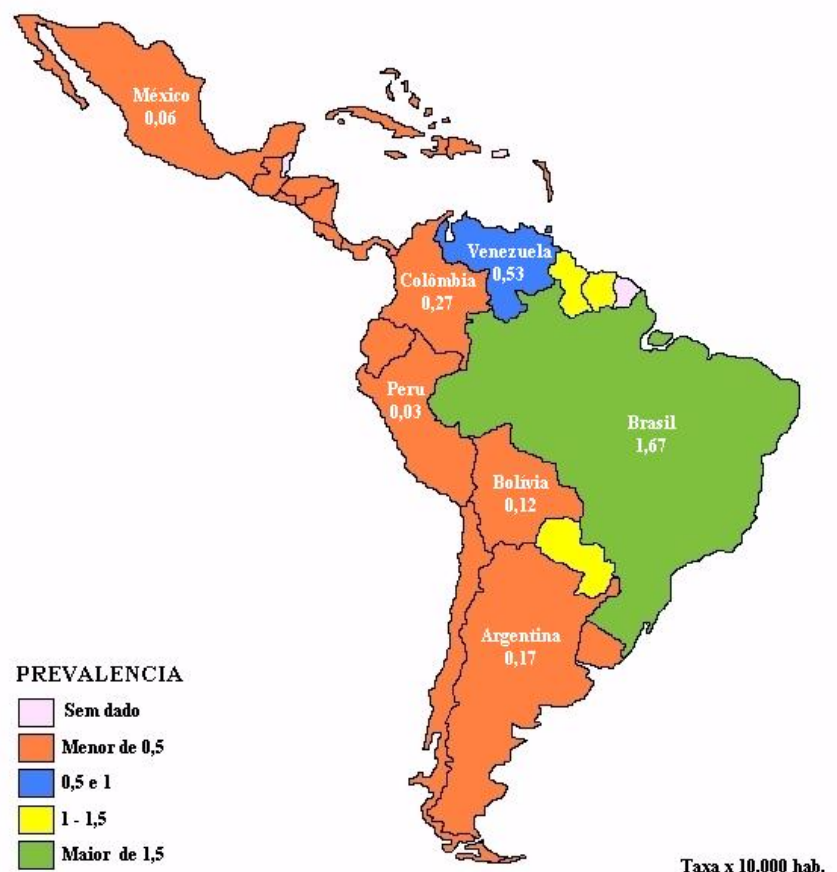 México
0,06
Venezuela
0,53
Colômbia
0,27
Peru
0,03
Brasil
1,67
Bolívia
0,12
Argentina
0,17
PREVALENCIA
Sem dado
Menor de 0,5
0,5 e 1
1 - 1,5
Maior de 1,5
Taxa x 10.000 hab.